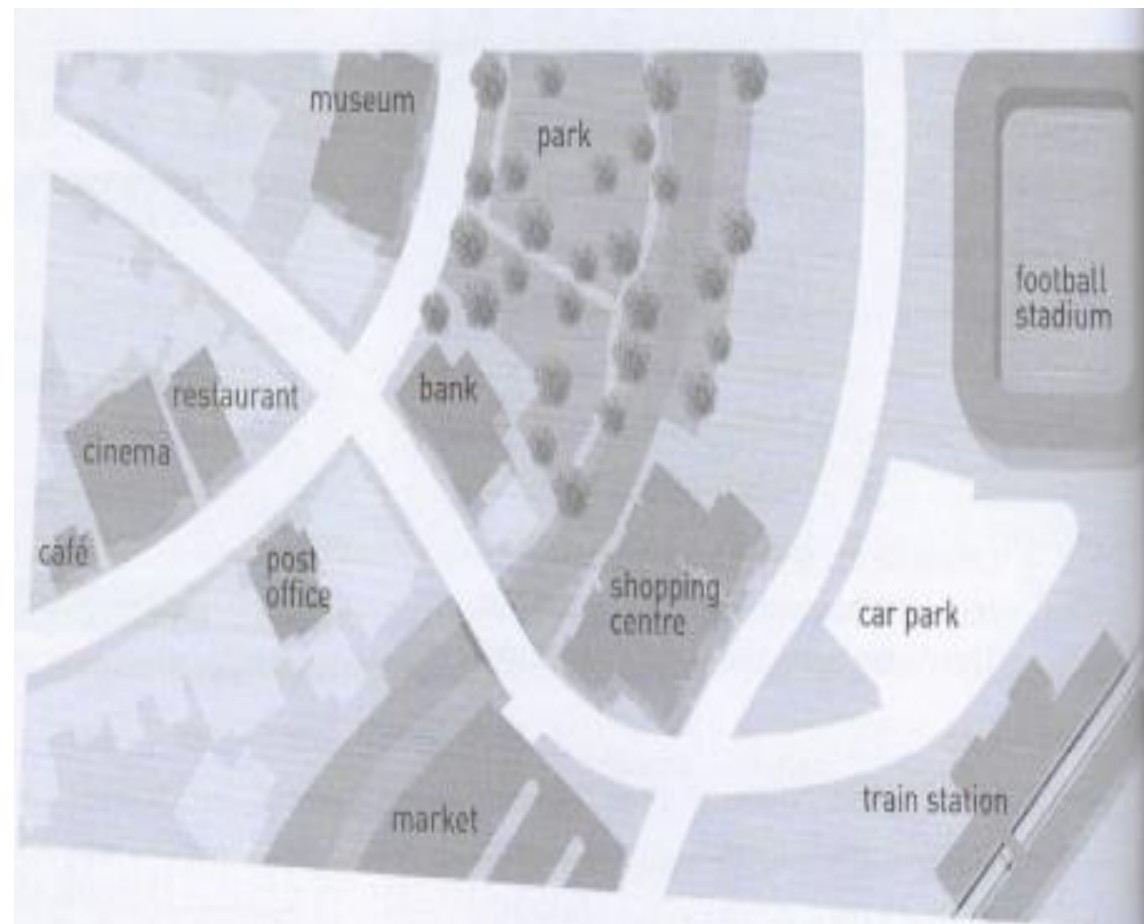 museum
park
football
stadium
restaurant
bank
cinema
café
post
office
shopping
centre
car park
market
train station